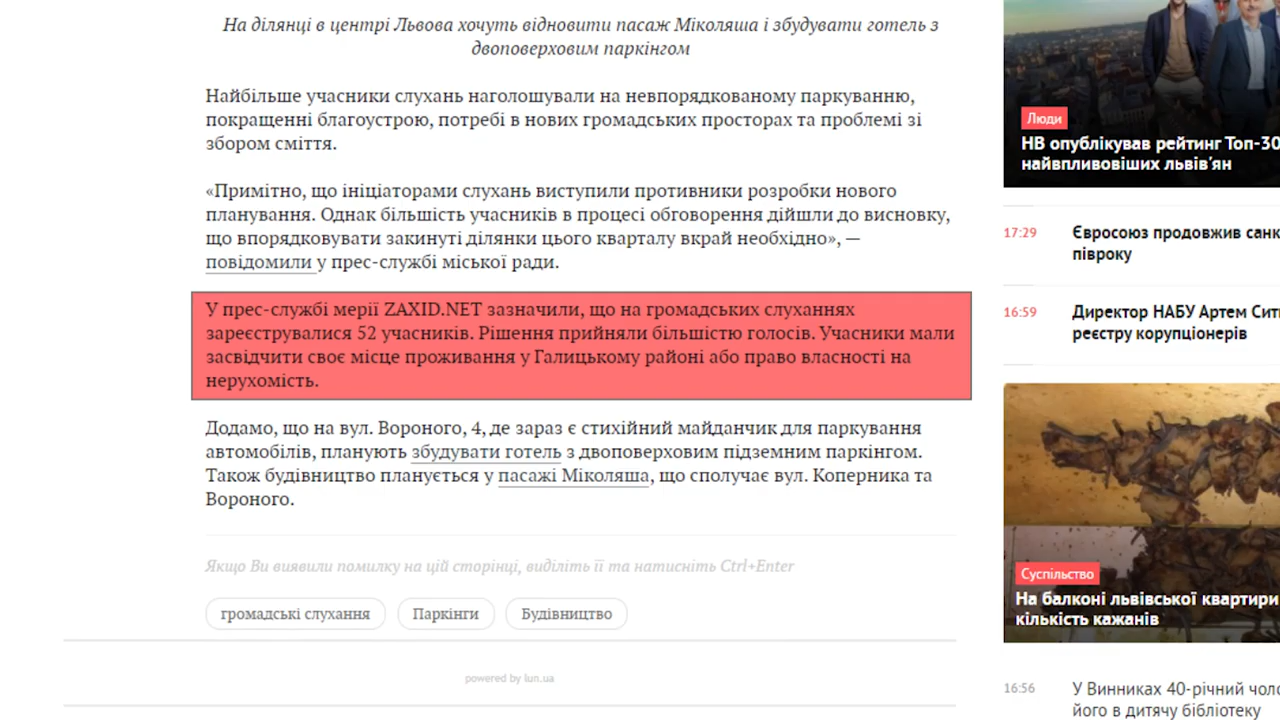 На ділянці в центрі Львова хочуть відновити пасаж Міколяша і збудувати готель з
двоповерховим паркінгом
Найбільше учасники слухань наголошували на невпорядкованому паркуванню,
покращенні благоустрою, потребі в нових громадських просторах та проблемі зі
збором сміття.
«Примітно, що ініціаторами слухань виступили противники розробки нового
планування. Однак більшість учасників в процесі обговорення дійшли до висновку,
що впорядковувати закинуті ділянки цього кварталу вкрай необхідно», —
повідомили у прес-службі міської ради.
У прес-службі мерії ZAXID.NET зазначили, що на громадських слуханнях
зареєструвалися 52 учасників. Рішення прийняли більшістю голосів. Учасники мали
засвідчити своє місце проживання у Галицькому районі або право власності на
нерухомість.
Додамо, що на вул. Вороного, 4, де зараз є стихійний майданчик для паркування
автомобілів, планують збудувати готель з двоповерховим підземним паркінгом.
Також будівництво планується у пасажі Міколяша, що сполучає вул. Коперника та
Вороного.
Якщо Ви виявили помилку на цій сторінці, виділіть її та натисніть Ctrl+Enter
громадські слухання
Паркінги
Будівництво
powered by lun.ua
Люди
НВ опублікував рейтинг Топ-30
найвпливовіших львів'ян
17:29
Євросоюз продовжив санк
півроку
16:59
Директор НАБУ Артем Сит
реєстру корупціонерів
Суспільство
На балконі львівської квартири
кількість кажанів
16:56
У Винниках 40-річний чол
його в дитячу бібліотеку